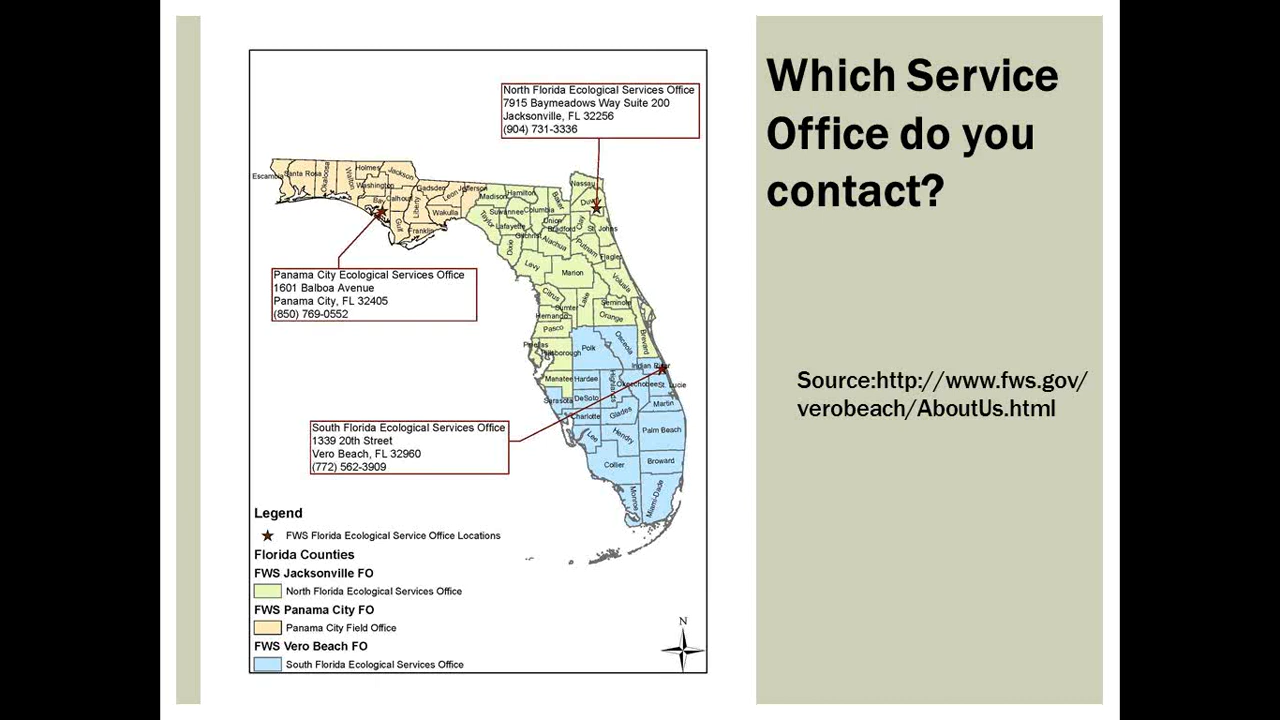 Which Service
Office do you
contact?
Source:http://www.fws.gov/
verobeach/AboutUs.html
North Florida Ecological Services Office
7915 Baymeadows Way Suite 200
Jacksonville, FL 32256
(904) 731-3336
Panama City Ecological Services Office
1601 Balboa Avenue
Panama City, FL 32405
(850) 769-0552
South Florida Ecological Services Office
1339 20th Street
Vero Beach, FL 32960
(772) 562-3909
Escambia
Santa Rosa
Okaloosa
Walton
Holmes
Washington
Jackson
Bay
Calhoun
Gulf
Liberty
Gadsden
Franklin
Leon
Wakulla
Jefferson
Madison
Taylor
Hamilton
Suwannee
Lafayette
Dixie
Columbia
Gilchrist
Baker
Union
Bradford
Alachua
Levy
Nassau
Duval
Clay
St. Johns
Putnam
Flagler
Marion
Volusia
Citrus
Sumter
Lake
Seminole
Hernando
Orange
Pasco
Pinellas
Hillsborough
Polk
Osceola
Brevard
Indian River
Manatee
Hardee
Highlands
Okeechobee
St. Lucie
Sarasota
DeSoto
Martin
Charlotte
Glades
Lee
Hendry
Palm Beach
Collier
Broward
Monroe
Miami-Dade
Legend
FWS Florida Ecological Service Office Locations
Florida Counties
FWS Jacksonville FO
North Florida Ecological Services Office
FWS Panama City FO
Panama City Field Office
FWS Vero Beach FO
South Florida Ecological Services Office
N